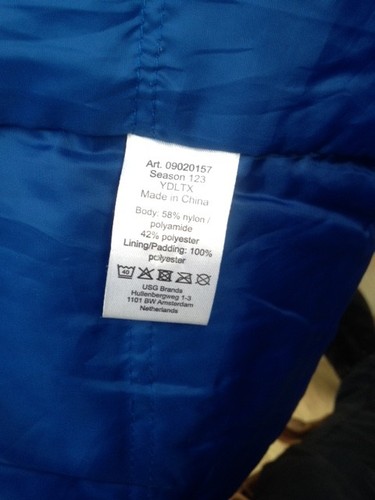 Art. 09020157
Season 123
YDLTX
Made in China
Body: 58% nylon /
polyamide
42% polyester
Lining/Padding: 100%
polyester
40
USG Brands
Hullenbergweg 1-3
1101 BW Amsterdam
Netherlands